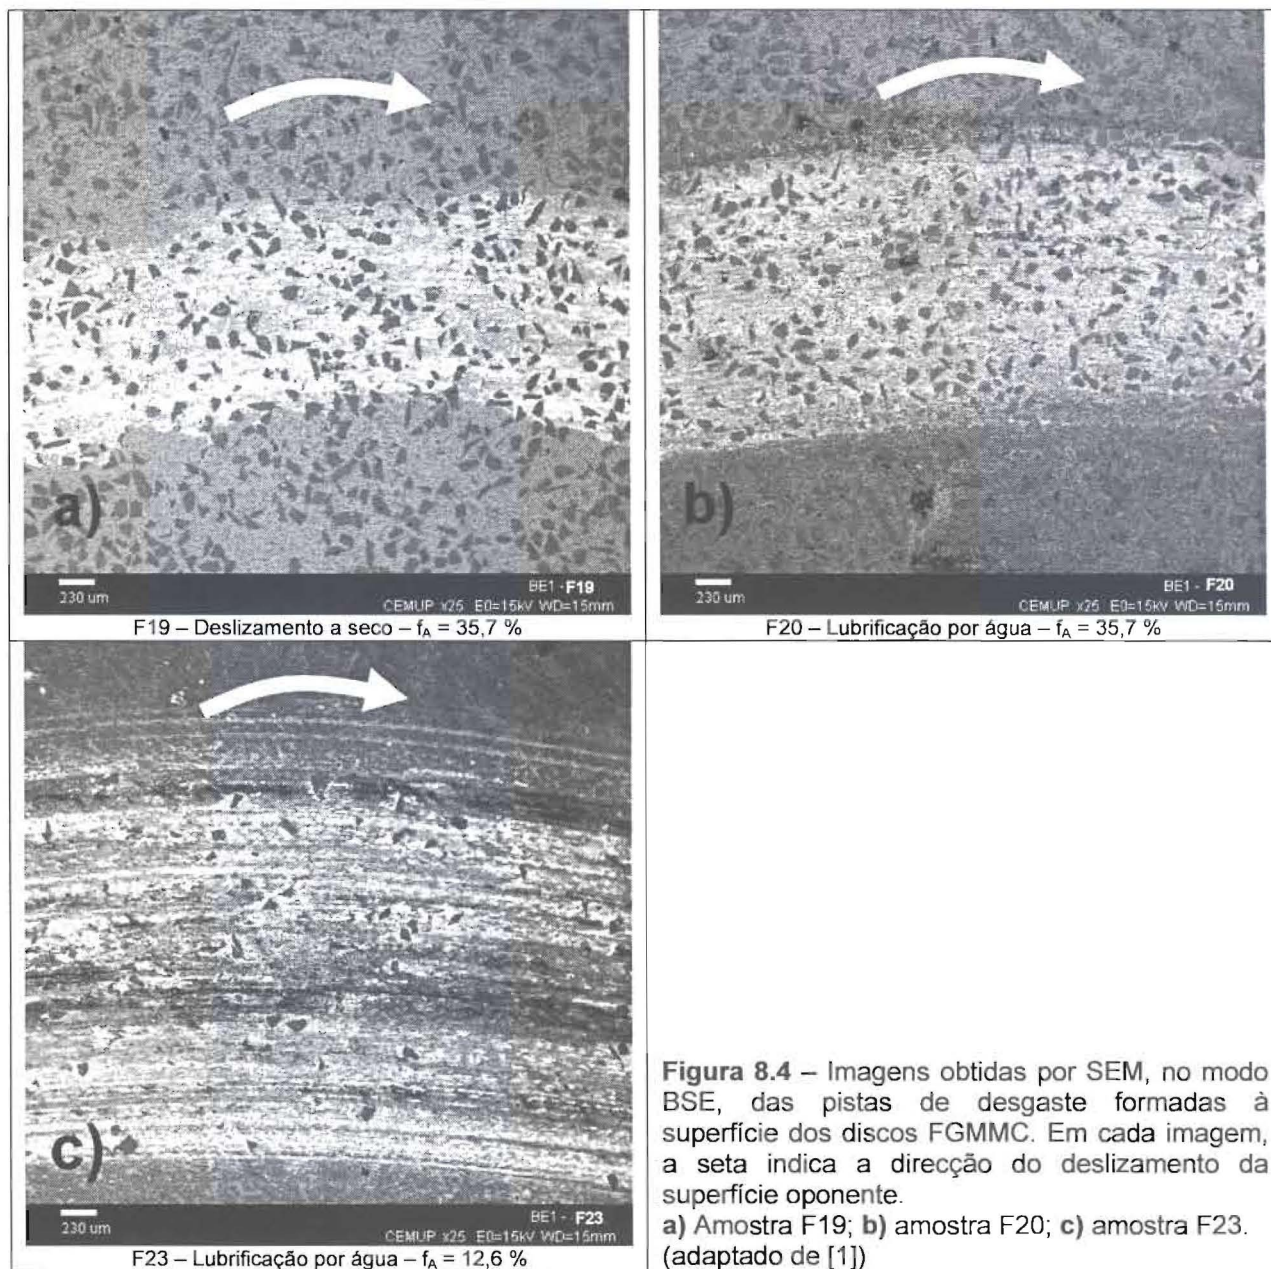 a)
230 um
BE1 - F19
CEMUP x25 E0=15kV WD=15mm
F19 – Deslizamento a seco – fA = 35,7 %
b)
230 um
BE1 - F20
CEMUP x25 E0=15kV WD=15mm
F20 – Lubrificação por água – fA = 35,7 %
c)
230 um
BE1 - F23
CEMUP x25 E0=15kV WD=15mm
F23 – Lubrificação por água – fA = 12,6 %
Figura 8.4 – Imagens obtidas por SEM, no modo
BSE, das pistas de desgaste formadas à
superfície dos discos FGMMC. Em cada imagem,
a seta indica a direcção do deslizamento da
superfície oponente.
a) Amostra F19; b) amostra F20; c) amostra F23.
(adaptado de [1])